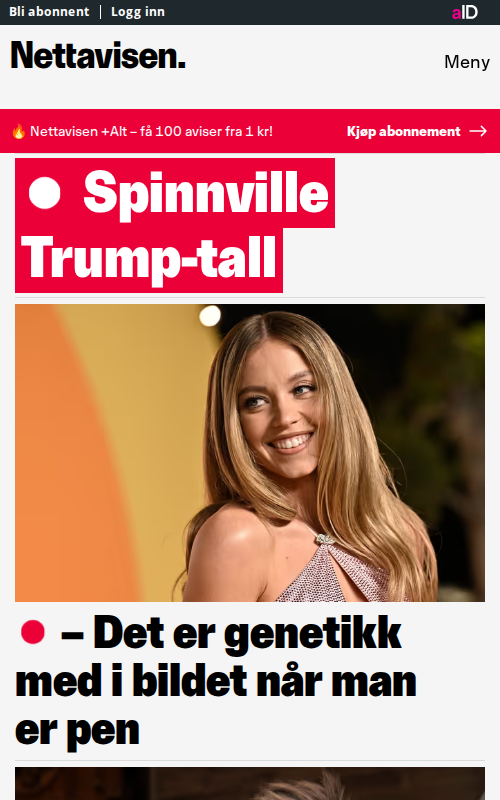 Bli abonnent | Logg inn
aID
Nettavisen.
Meny
🔥 Nettavisen +Alt – få 100 aviser fra 1 kr!
Kjøp abonnement →
Spinnville
Trump-tall
– Det er genetikk
med i bildet når man
er pen